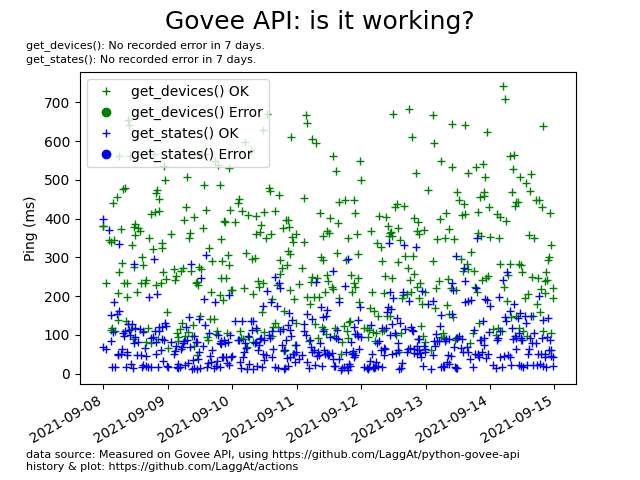 Govee API: is it working?
get_devices(): No recorded error in 7 days.
get_states(): No recorded error in 7 days.
get_devices() OK
get_devices() Error
get_states() OK
get_states() Error
Ping (ms)
700
600
500
400
300
200
100
0
2021-09-08
2021-09-09
2021-09-10
2021-09-11
2021-09-12
2021-09-13
2021-09-14
2021-09-15
data source: Measured on Govee API, using https://github.com/LaggAt/python-govee-api
history & plot: https://github.com/LaggAt/actions